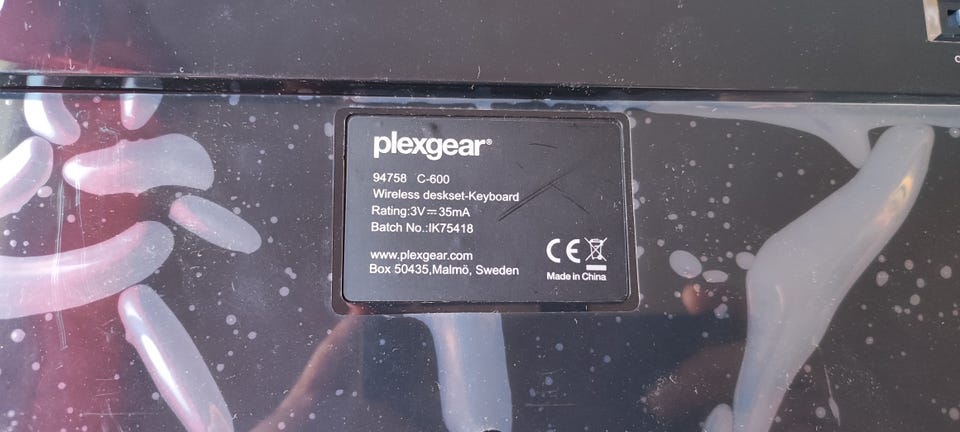 plexgear®
94758 C-600
Wireless deskset-Keyboard
Rating:3V⎓35mA
Batch No.:IK75418
www.plexgear.com
Box 50435,Malmö, Sweden
CE
Made in China